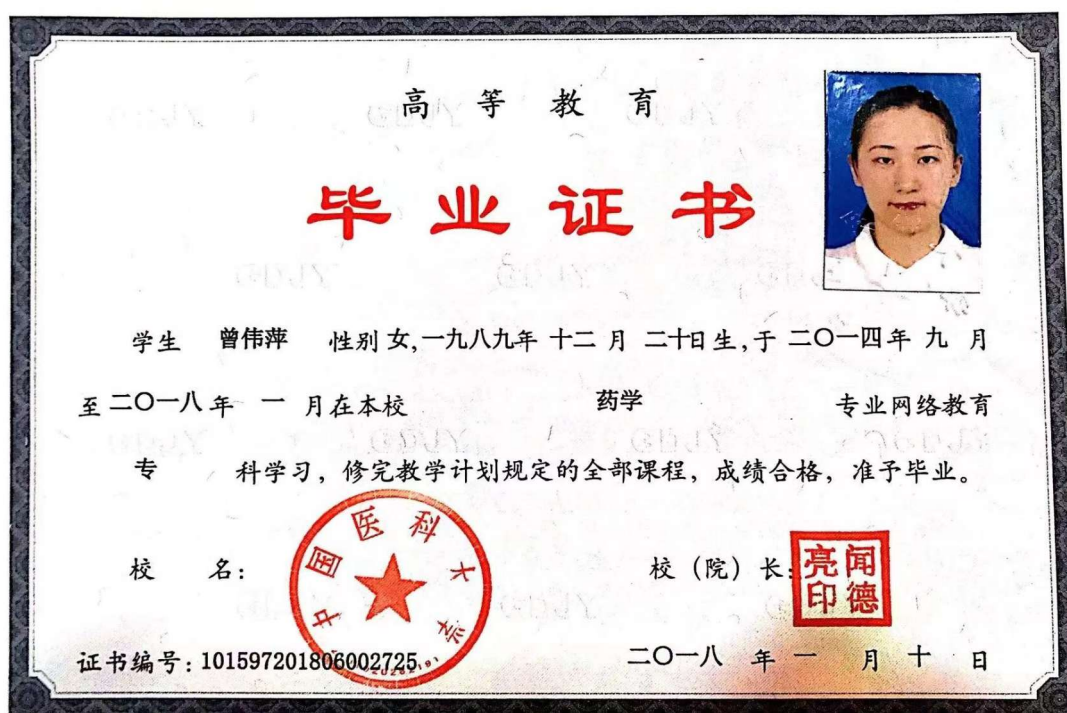 高等教育
毕业证书
学生 曾伟萍 性别 女,一九八九年 十二 月 二十日生,于 二〇一四年 九 月
至二〇一八年 一 月在本校 药学 专业网络教育
专 科学习，修完教学计划规定的全部课程，成绩合格，准予毕业。
校 名：
中国医科大学
校（院）长：
闻德亮印
证书编号：101597201806002725
二〇一八 年 一 月 十 日